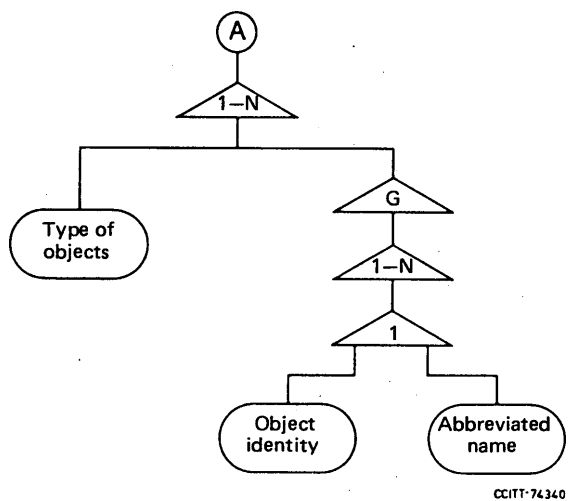 A
1–N
G
Type of
objects
1–N
1
Object
identity
Abbreviated
name
CCITT-74340